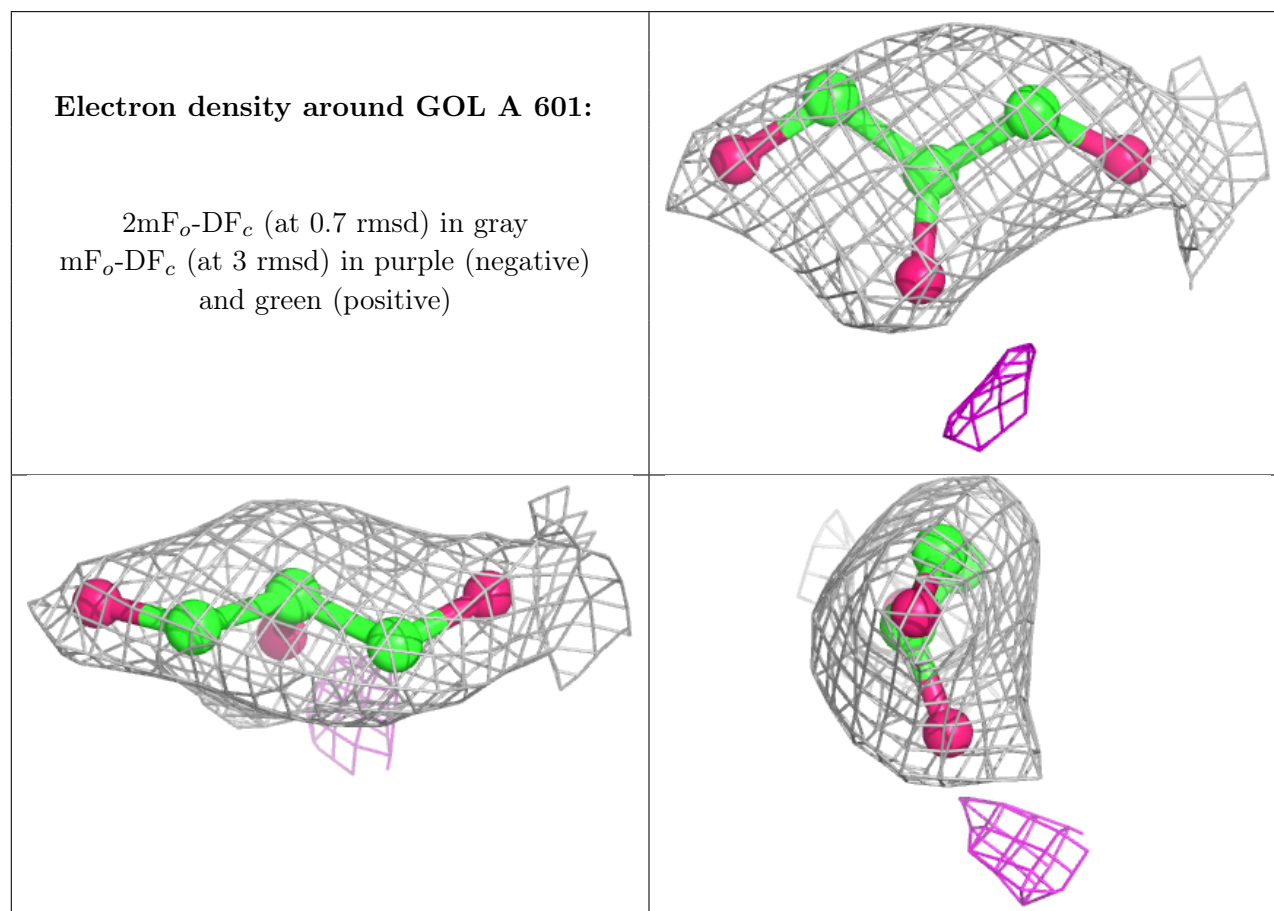 Electron density around GOL A 601:
2mFo-DFc (at 0.7 rmsd) in gray
mFo-DFc (at 3 rmsd) in purple (negative)
and green (positive)